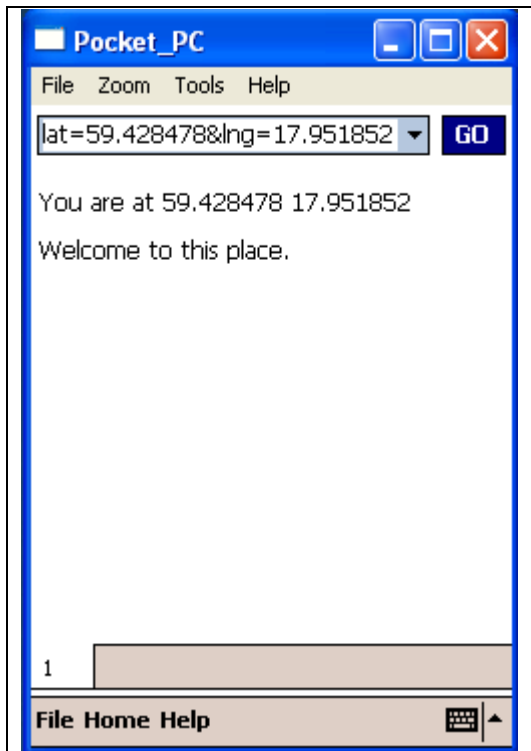 Pocket_PC
File Zoom Tools Help
lat=59.428478&lng=17.951852 GO
You are at 59.428478 17.951852
Welcome to this place.
1
File Home Help